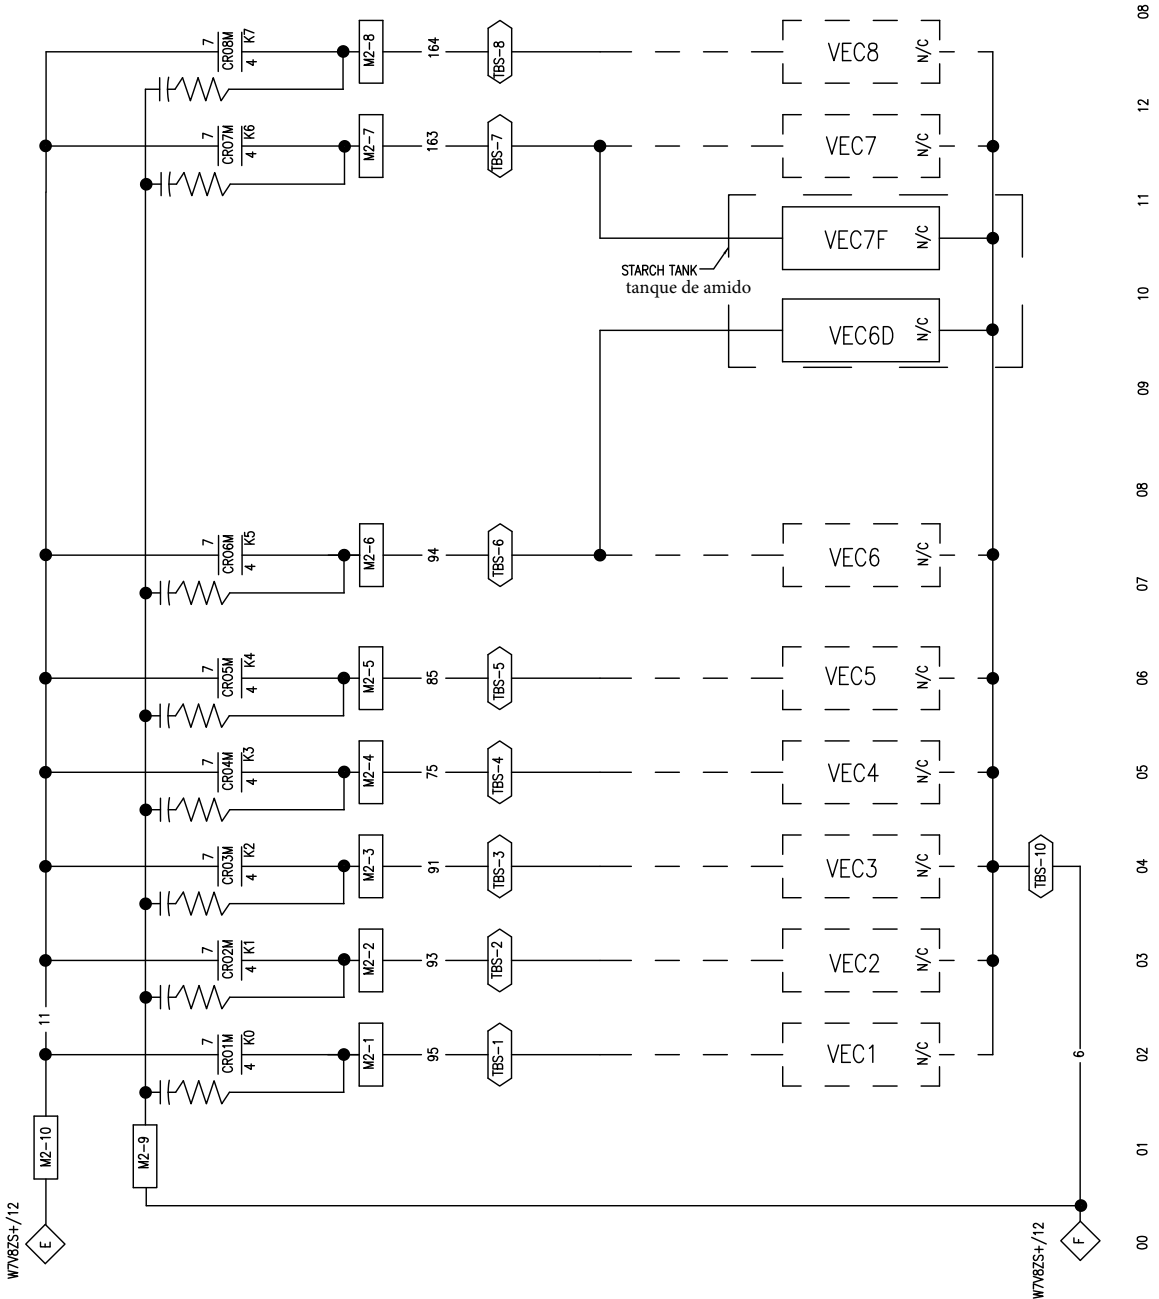 08
7
CR08M
4 K7
M2-8
164
TBS-8
VEC8
N/C
12
7
CR07M
4 K6
M2-7
163
TBS-7
VEC7
N/C
11
VEC7F
N/C
STARCH TANK
tanque de amido
10
VEC6D
N/C
09
08
7
CR06M
4 K5
M2-6
94
TBS-6
VEC6
N/C
07
7
CR05M
4 K4
M2-5
85
TBS-5
VEC5
N/C
06
7
CR04M
4 K3
M2-4
75
TBS-4
VEC4
N/C
05
7
CR03M
4 K2
M2-3
91
TBS-3
VEC3
N/C
TBS-10
04
7
CR02M
4 K1
M2-2
93
TBS-2
VEC2
N/C
03
11
7
CR01M
4 K0
M2-1
95
TBS-1
VEC1
N/C
6
02
M2-10
M2-9
01
W7V8ZS+/12
E
W7V8ZS+/12
F
00